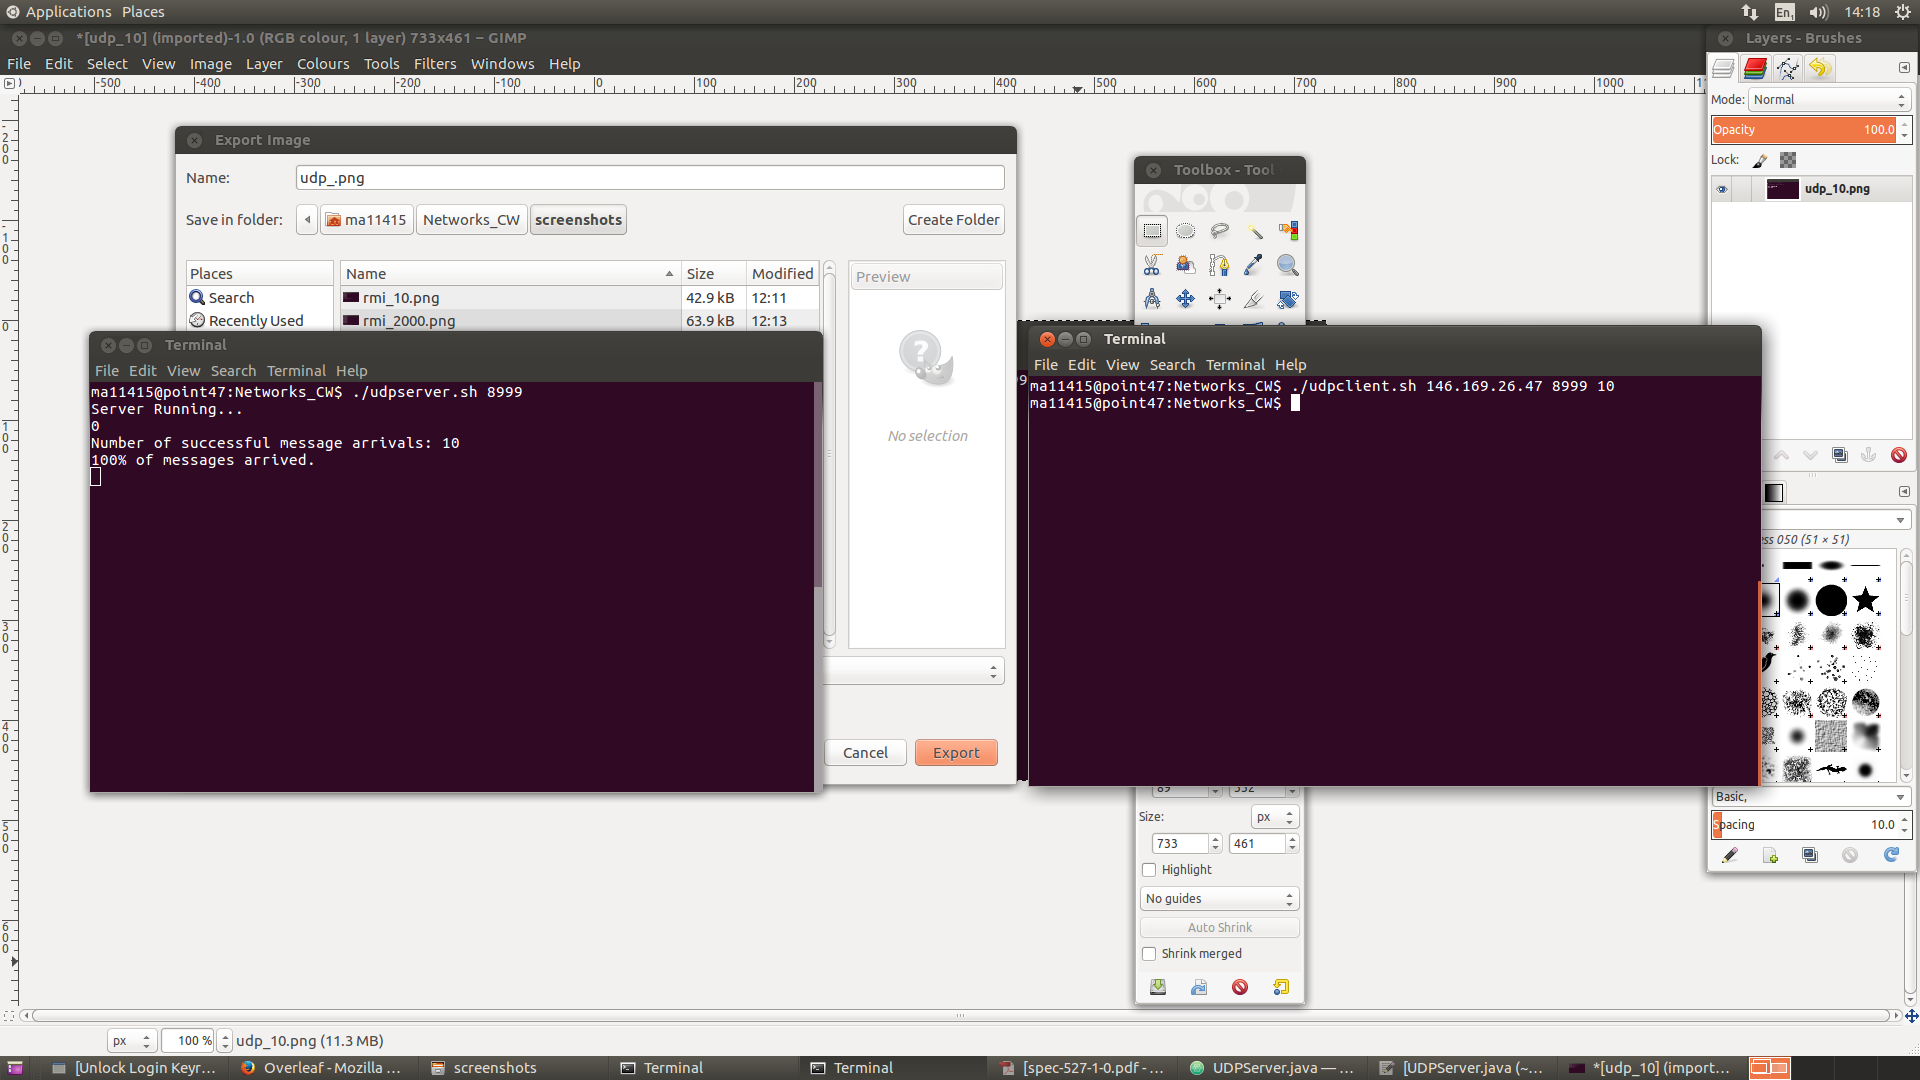 Applications Places
En1 14:18
*[udp_10] (imported)-1.0 (RGB colour, 1 layer) 733x461 – GIMP
File Edit Select View Image Layer Colours Tools Filters Windows Help
-500 -400 -300 -200 -100 0 100 200 300 400 500 600 700 800 900 1000
Export Image
Name: udp_.png
Save in folder: ma11415 Networks_CW screenshots Create Folder
Places Name Size Modified Preview
Search rmi_10.png 42.9 kB 12:11
Recently Used rmi_2000.png 63.9 kB 12:13
No selection
Cancel Export
Terminal
File Edit View Search Terminal Help
ma11415@point47:Networks_CW$ ./udpserver.sh 8999
Server Running...
0
Number of successful message arrivals: 10
100% of messages arrived.
Toolbox - Tool
Terminal
File Edit View Search Terminal Help
ma11415@point47:Networks_CW$ ./udpclient.sh 146.169.26.47 8999 10
ma11415@point47:Networks_CW$
89 332
Size: px
733 461
Highlight
No guides
Auto Shrink
Shrink merged
Layers - Brushes
Mode: Normal
Opacity 100.0
Lock:
udp_10.png
ess 050 (51 × 51)
Basic,
Spacing 10.0
px 100 % udp_10.png (11.3 MB)
[Unlock Login Keyr... Overleaf - Mozilla ... screenshots Terminal Terminal [spec-527-1-0.pdf - ... UDPServer.java — ... [UDPServer.java (~... *[udp_10] (import...